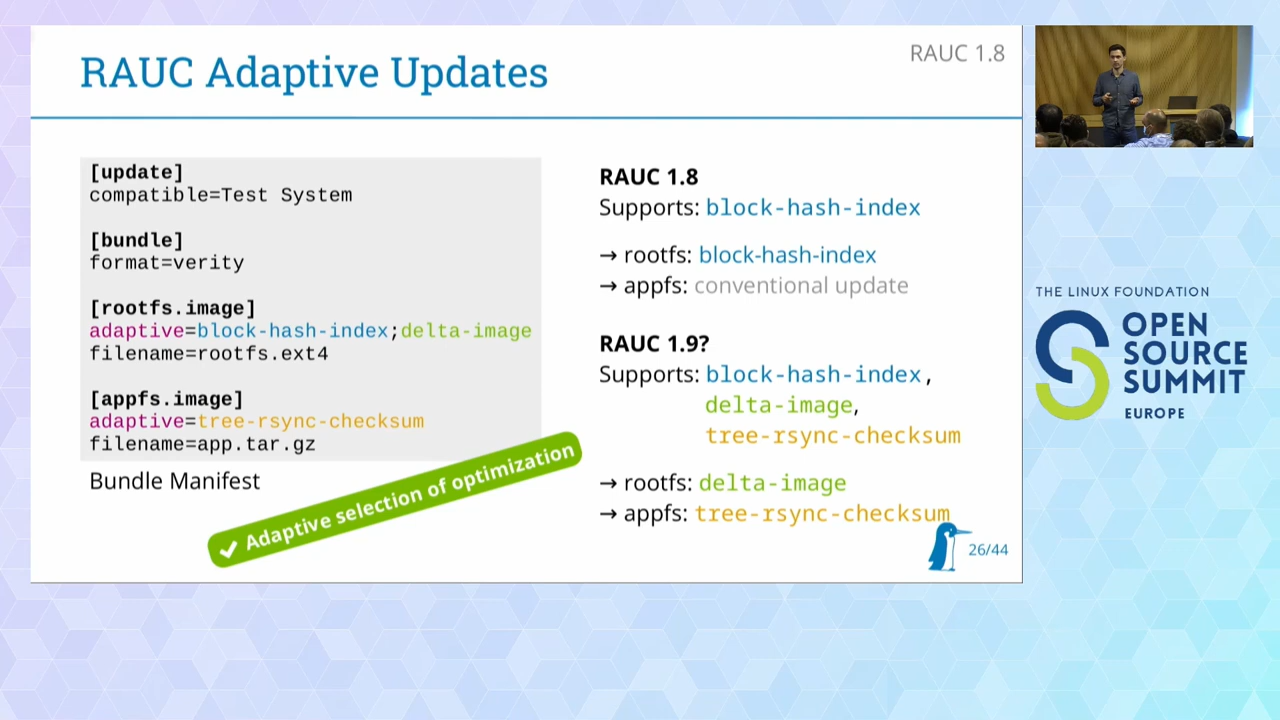 RAUC Adaptive Updates
RAUC 1.8
[update]
compatible=Test System
[bundle]
format=verity
[rootfs.image]
adaptive=block-hash-index;delta-image
filename=rootfs.ext4
[appfs.image]
adaptive=tree-rsync-checksum
filename=app.tar.gz
Bundle Manifest
✔ Adaptive selection of optimization
RAUC 1.8
Supports: block-hash-index
→ rootfs: block-hash-index
→ appfs: conventional update
RAUC 1.9?
Supports: block-hash-index,
delta-image,
tree-rsync-checksum
→ rootfs: delta-image
→ appfs: tree-rsync-checksum
26/44
THE LINUX FOUNDATION
OPEN
SOURCE
SUMMIT
EUROPE